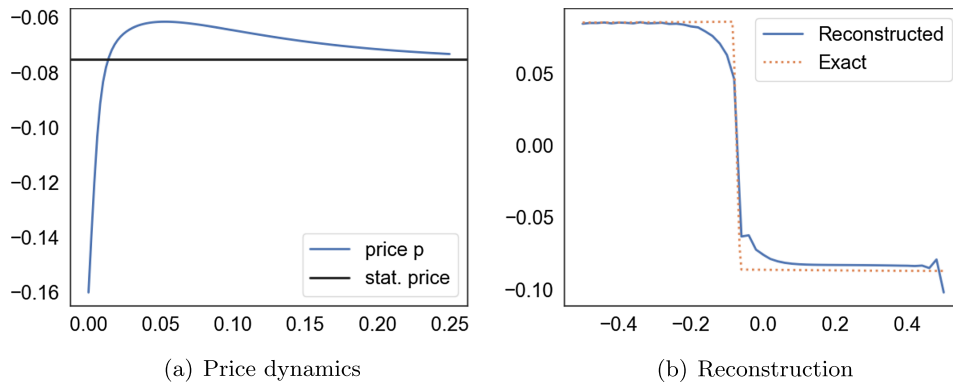 −0.06
−0.08
−0.10
−0.12
−0.14
−0.16
0.00 0.05 0.10 0.15 0.20 0.25
price p
stat. price
(a) Price dynamics
0.05
0.00
−0.05
−0.10
−0.4 −0.2 0.0 0.2 0.4
Reconstructed
Exact
(b) Reconstruction